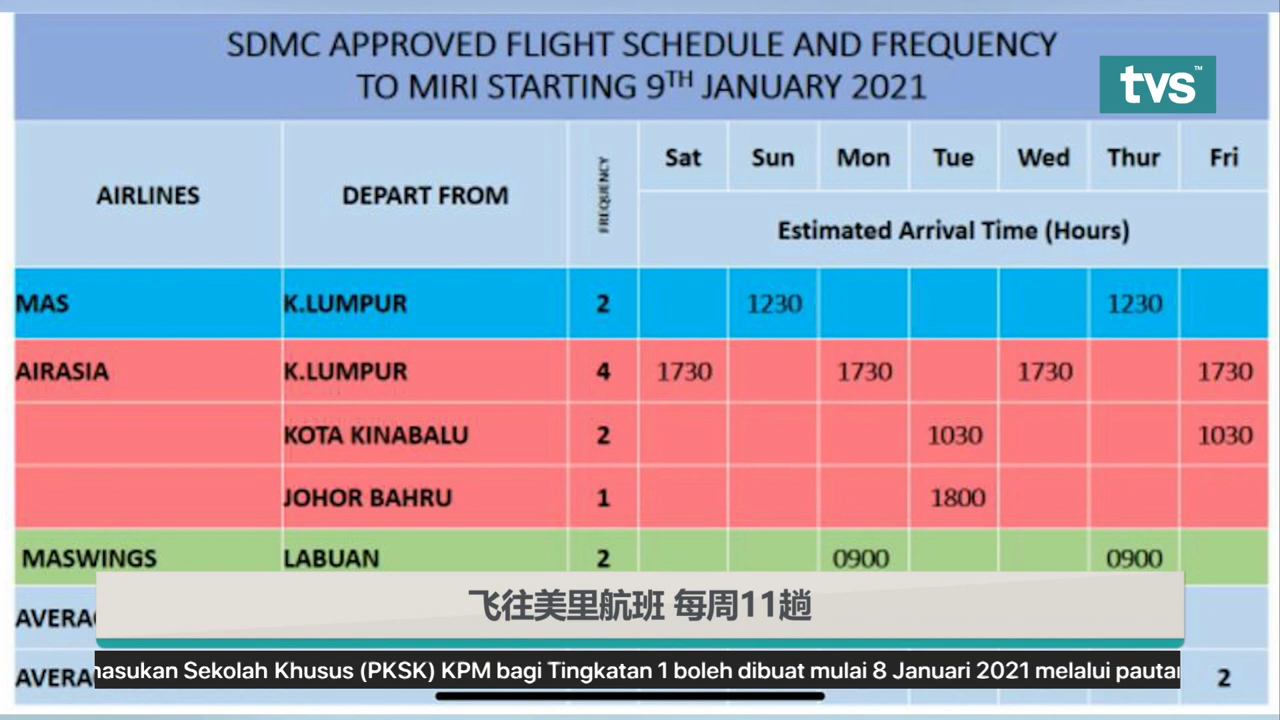 SDMC APPROVED FLIGHT SCHEDULE AND FREQUENCY
TO MIRI STARTING 9TH JANUARY 2021
tvs™
AIRLINES DEPART FROM FREQUENCY Sat Sun Mon Tue Wed Thur Fri
Estimated Arrival Time (Hours)
MAS K.LUMPUR 2 1230 1230
AIRASIA K.LUMPUR 4 1730 1730 1730 1730
KOTA KINABALU 2 1030 1030
JOHOR BAHRU 1 1800
MASWINGS LABUAN 2 0900 0900
飞往美里航班 每周11趟
Sekolah Khusus (PKSK) KPM bagi Tingkatan 1 boleh dibuat mulai 8 Januari 2021 melalui
2